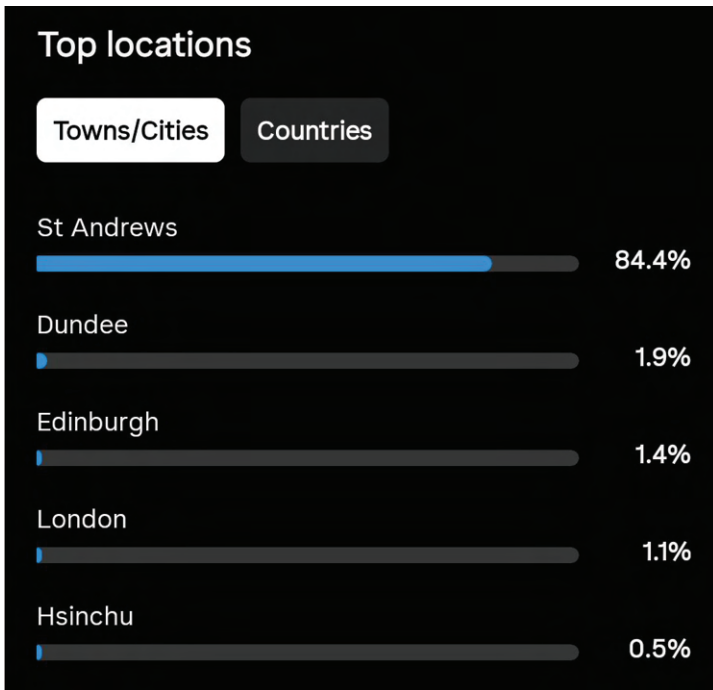 Top locations
Towns/Cities Countries
St Andrews
84.4%
Dundee
1.9%
Edinburgh
1.4%
London
1.1%
Hsinchu
0.5%